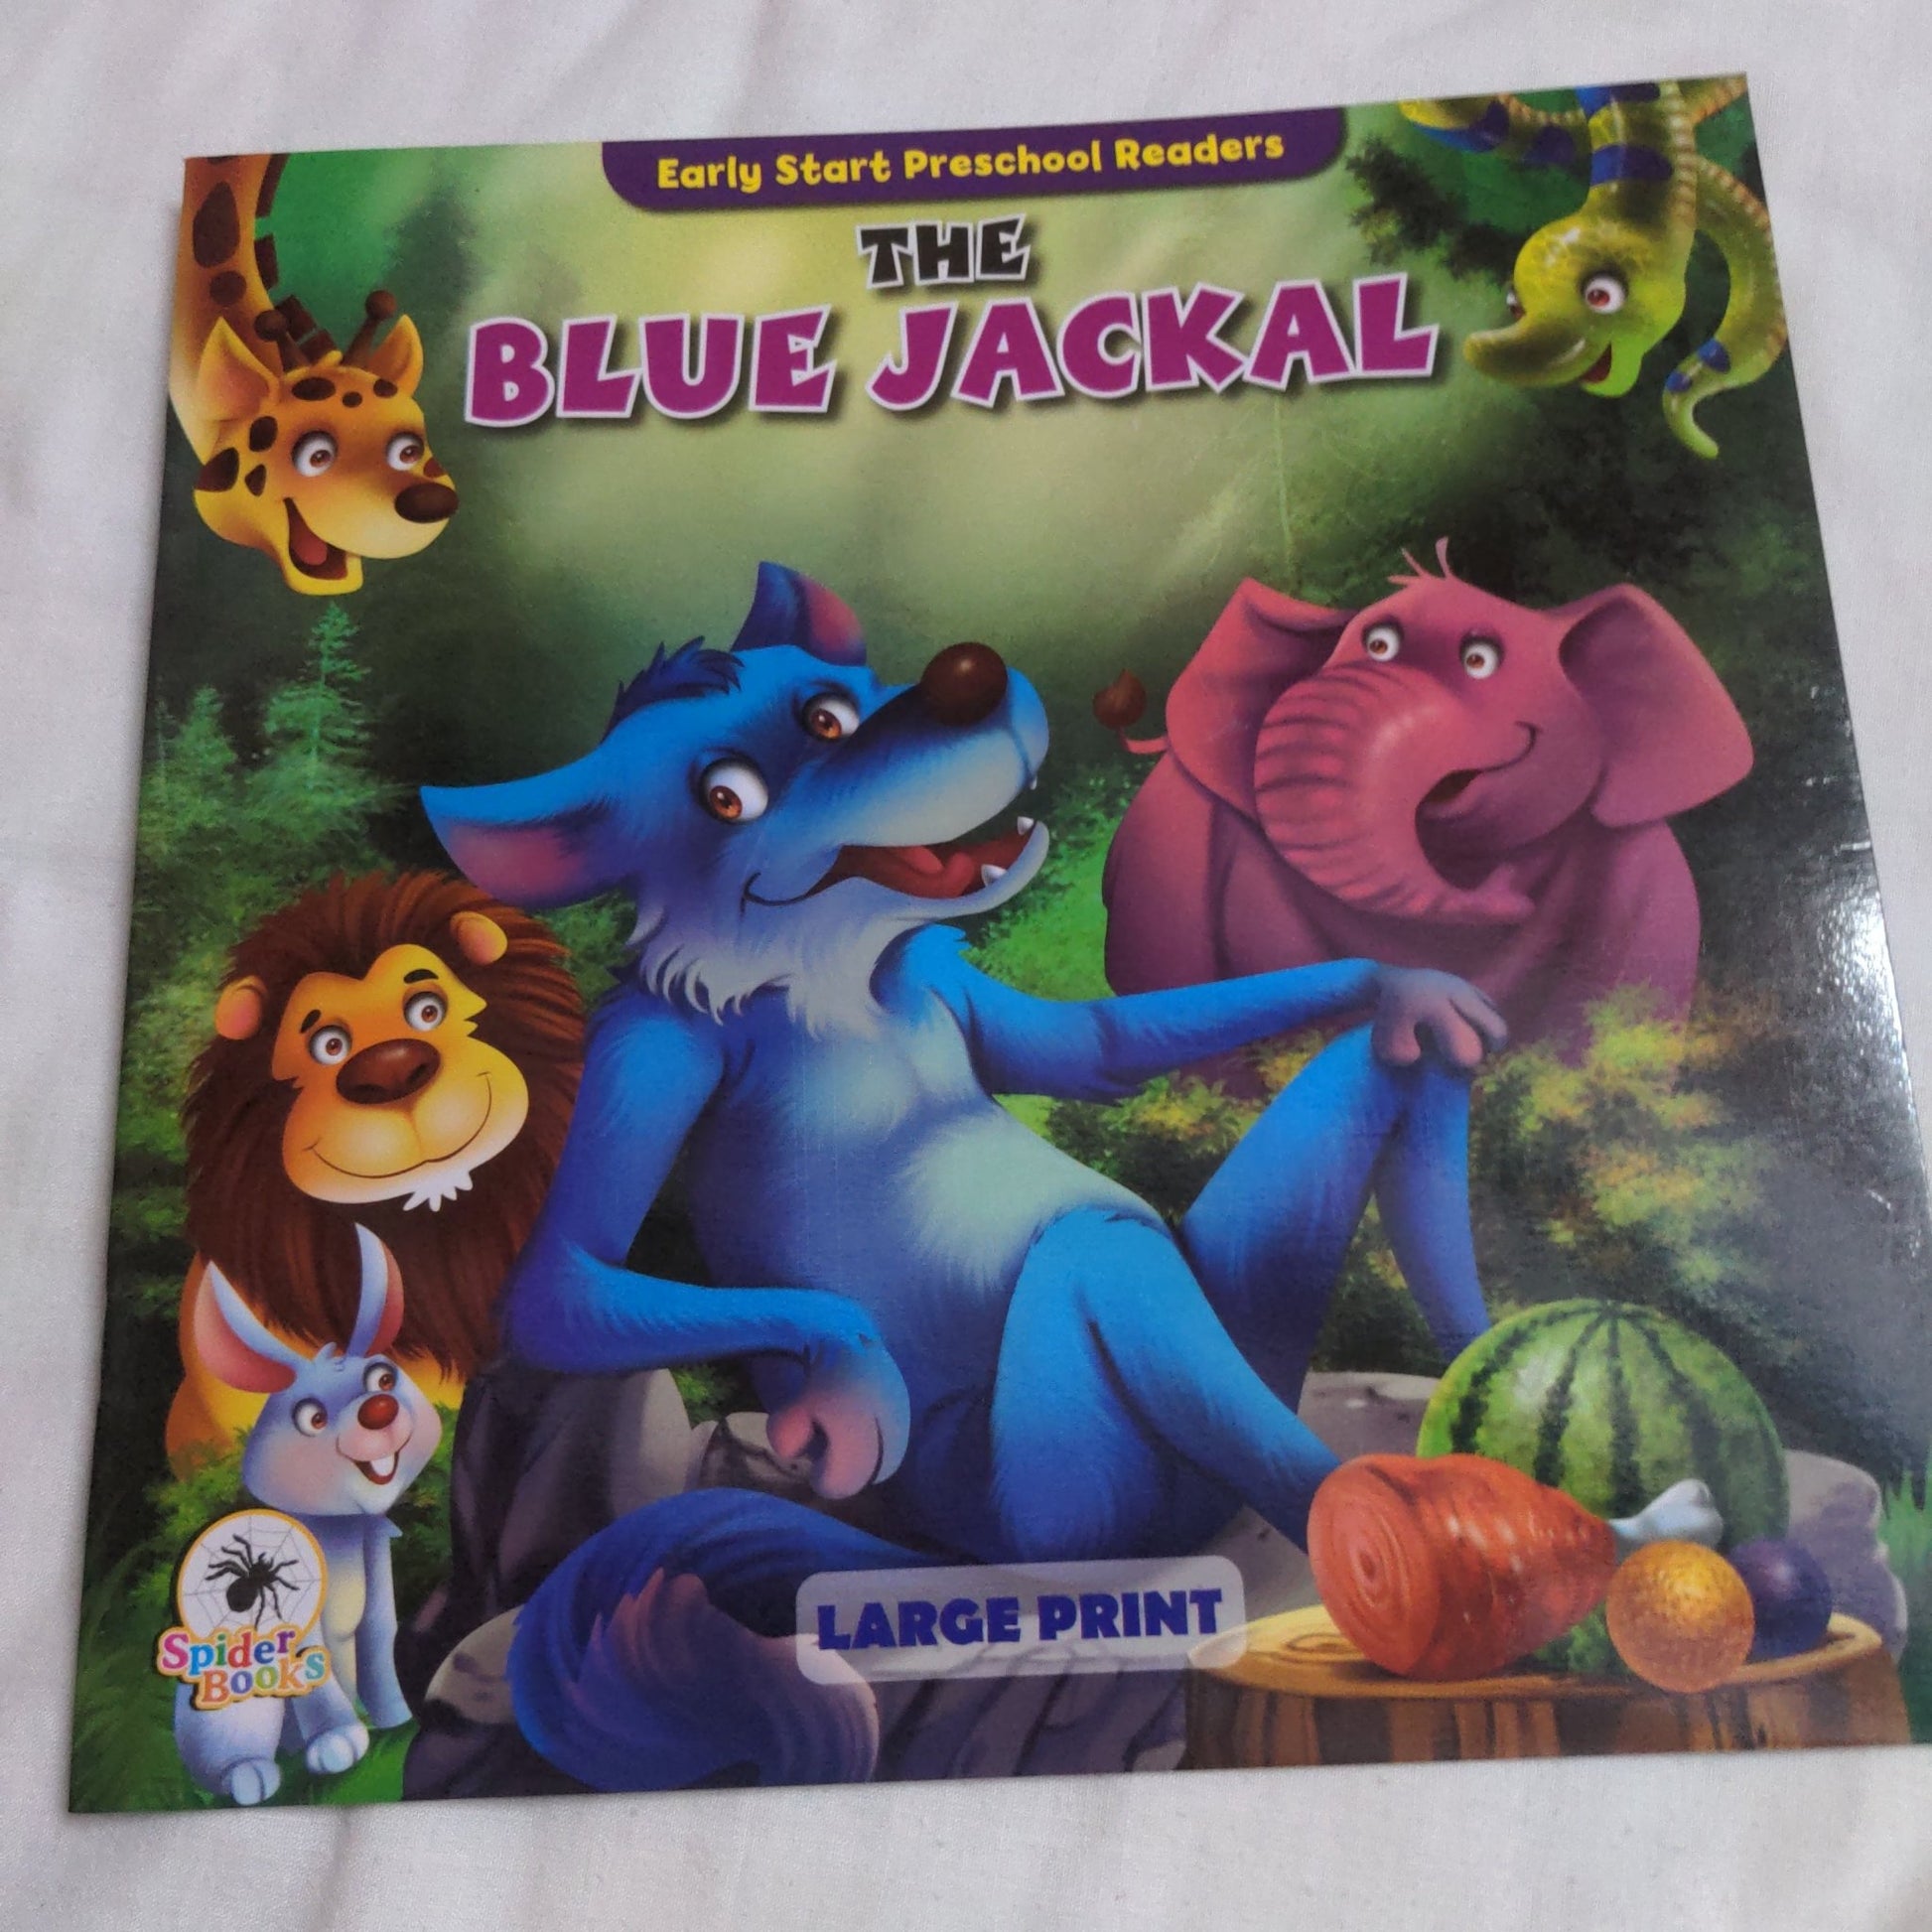 Early Start Preschool Readers
THE
BLUE JACKAL
LARGE PRINT
Spider
Books